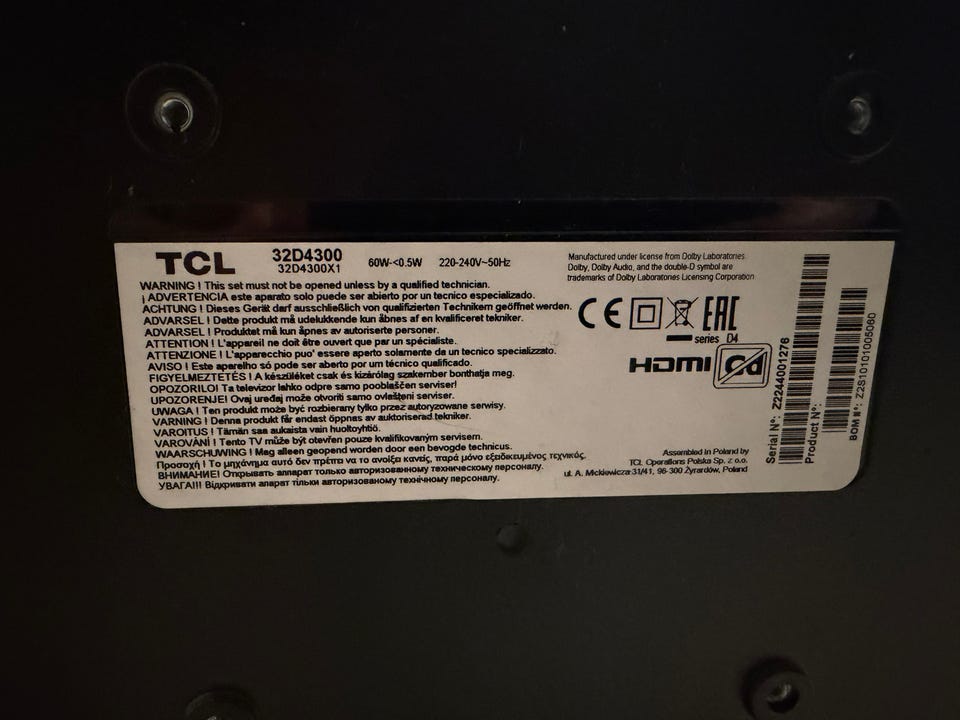 TCL
32D4300
32D4300X1
60W-<0.5W 220-240V~50Hz
WARNING ! This set must not be opened unless by a qualified technician.
¡ ADVERTENCIA este aparato solo puede ser abierto por un tecnico especializado.
ACHTUNG ! Dieses Gerät darf ausschließlich von qualifizierten Technikern geöffnet werden.
ADVARSEL ! Dette produkt må udelukkende kun åbnes af en kvalificeret tekniker.
ADVARSEL ! Produktet må kun åpnes av autoriserte personer.
ATTENTION ! L'appareil ne doit être ouvert que par un spécialiste.
ATTENZIONE ! L'apparecchio puo' essere aperto solamente da un tecnico specializzato.
AVISO ! Este aparelho só pode ser aberto por um técnico qualificado.
FIGYELMEZTETÉS ! A készüléket csak és kizárólag szakember bonthatja meg.
OPOZORILO! Ta televizor lahko odpre samo pooblaščen serviser!
UPOZORENJE! Ovaj uređaj može otvoriti samo ovlašteni serviser.
UWAGA ! Ten produkt może być rozbierany tylko przez autoryzowane serwisy.
VARNING ! Denna produkt får endast öppnas av auktoriserad tekniker.
VAROITUS ! Tämän saa aukaista vain huoltoyhtiö.
VAROVÁNÍ ! Tento TV může být otevřen pouze kvalifikovaným servisem.
WAARSCHUWING ! Mag alleen geopend worden door een bevoegde technicus.
Προσοχή ! Το μηχάνημα αυτό δεν πρέπει να το ανοίξει κανείς, παρά μόνο εξειδικευμένος τεχνικός.
ВНИМАНИЕ! Открывать аппарат только авторизованному техническому персоналу.
УВАГА!!! Відкривати апарат тільки авторизованому технічному персоналу.
Manufactured under license from Dolby Laboratories.
Dolby, Dolby Audio, and the double-D symbol are
trademarks of Dolby Laboratories Licensing Corporation
CE EAC
series D4
HDMI Cd
Assembled in Poland by
TCL Operations Polska Sp. z o.o.
ul. A. Mickiewicza 31/41, 96-300 Żyrardów, Poland
Serial N°: Z2244001276
Product N°:
BOM #°: Z2S10101005060